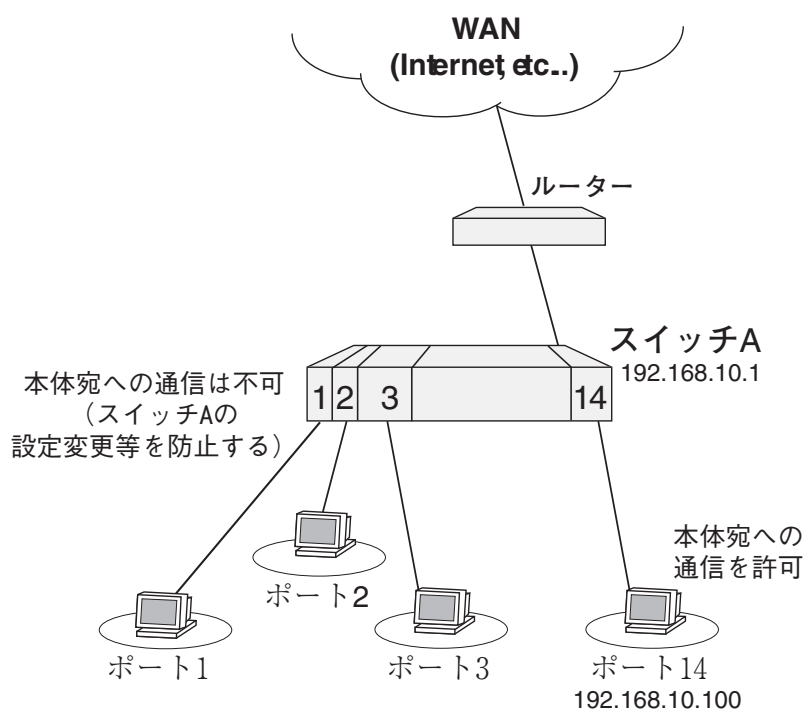 WAN
(Internet, etc...)
ルーター
スイッチA
192.168.10.1
本体宛への通信は不可
（スイッチAの
設定変更等を防止する）
1
2
3
14
本体宛への
通信を許可
ポート2
ポート1
ポート3
ポート14
192.168.10.100